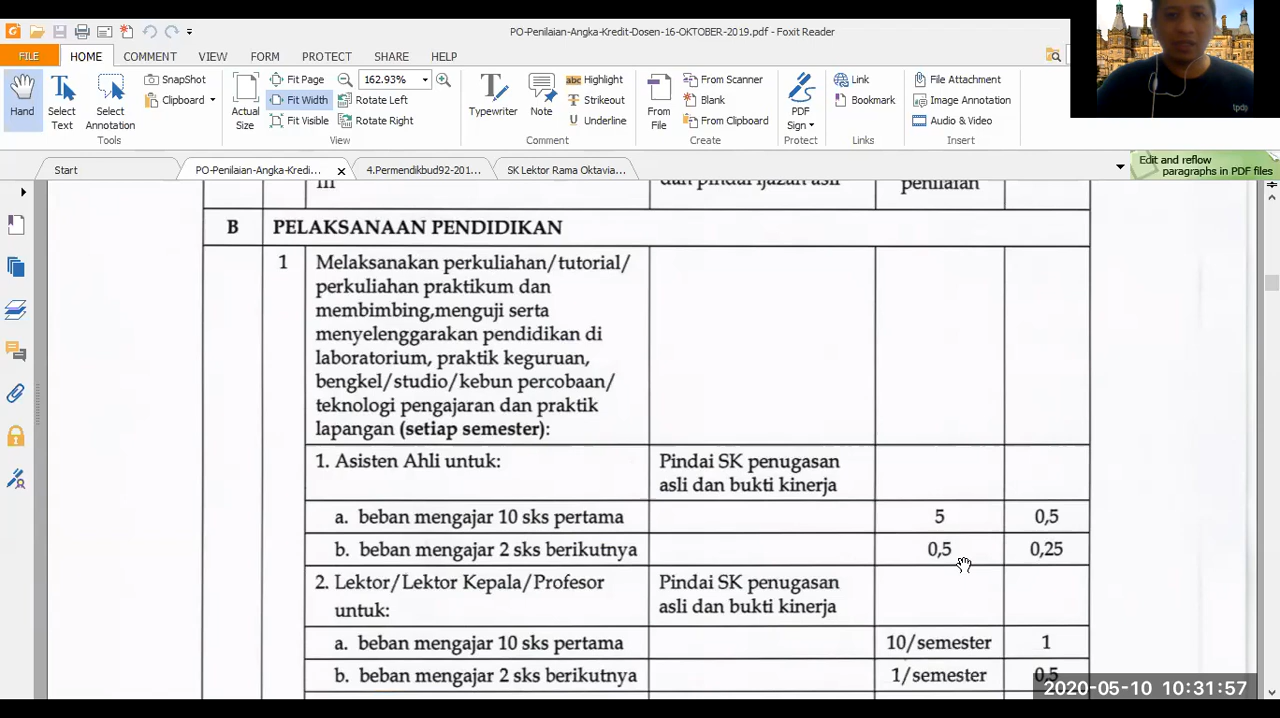 PO-Penilaian-Angka-Kredit-Dosen-16-OKTOBER-2019.pdf - Foxit Reader
FILE HOME COMMENT VIEW FORM PROTECT SHARE HELP
Hand
Select Text
Select Annotation
Tools
SnapShot
Clipboard
Actual Size
Fit Page
Fit Width
Fit Visible
162.93%
Rotate Left
Rotate Right
View
Typewriter
Note
Highlight
Strikeout
Underline
Comment
From File
From Scanner
Blank
From Clipboard
Create
PDF Sign
Protect
Link
Bookmark
Links
File Attachment
Image Annotation
Audio & Video
Insert
tpdp
Start
PO-Penilaian-Angka-Kredi...
4.Permendikbud92-201...
SK Lektor Rama Oktavia...
Edit and reflow
paragraphs in PDF files
III dan pindai ijazah asli penilaian
B PELAKSANAAN PENDIDIKAN
1 Melaksanakan perkuliahan/tutorial/
perkuliahan praktikum dan
membimbing,menguji serta
menyelenggarakan pendidikan di
laboratorium, praktik keguruan,
bengkel/studio/kebun percobaan/
teknologi pengajaran dan praktik
lapangan (setiap semester):
1. Asisten Ahli untuk: Pindai SK penugasan
asli dan bukti kinerja
a. beban mengajar 10 sks pertama 5 0,5
b. beban mengajar 2 sks berikutnya 0,5 0,25
2. Lektor/Lektor Kepala/Profesor Pindai SK penugasan
untuk: asli dan bukti kinerja
a. beban mengajar 10 sks pertama 10/semester 1
b. beban mengajar 2 sks berikutnya 1/semester 0,5
2020-05-10 10:31:57